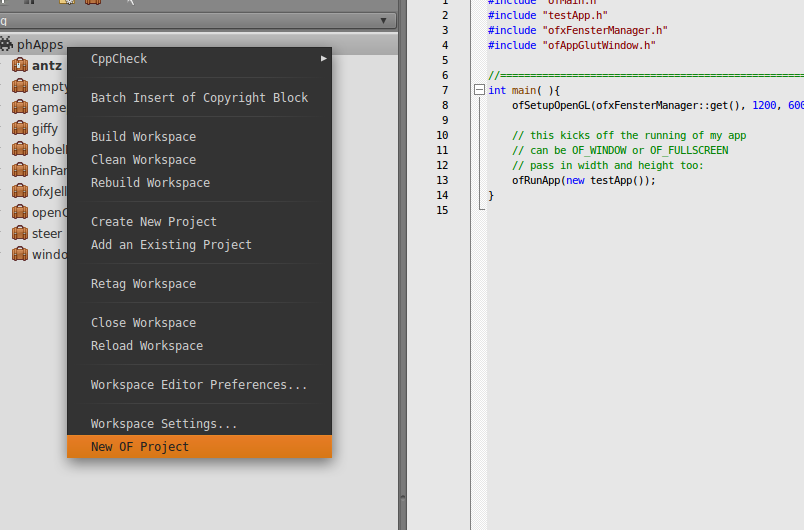 g
phApps
antz
empty
game
giffy
hobel
kinPar
ofxJell
open
steer
windo
CppCheck
Batch Insert of Copyright Block
Build Workspace
Clean Workspace
Rebuild Workspace
Create New Project
Add an Existing Project
Retag Workspace
Close Workspace
Reload Workspace
Workspace Editor Preferences...
Workspace Settings...
New OF Project
1 #include "ofMain.h"
2 #include "testApp.h"
3 #include "ofxFensterManager.h"
4 #include "ofAppGlutWindow.h"
5
6 //==================================================
7 int main( ){
8 ofSetupOpenGL(ofxFensterManager::get(), 1200, 600
9
10 // this kicks off the running of my app
11 // can be OF_WINDOW or OF_FULLSCREEN
12 // pass in width and height too:
13 ofRunApp(new testApp());
14 }
15